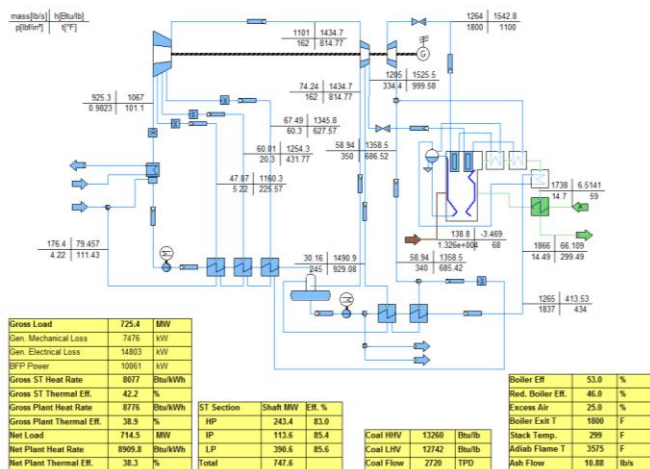 mass[lb/s] h[Btu/lb]
p[lbf/in²] t[°F]
1264 1542.8
1800 1100
1101 1434.7
162 814.77
G
74.24 1434.7
162 814.77
1205 1525.5
334.4 999.58
925.3 1067
0.9823 101.1
67.49 1345.8
60.3 627.57
58.94 1358.5
350 686.52
60.01 1254.3
20.3 431.77
47.87 1160.3
5.22 225.57
1738 6.5141
14.7 59
176.4 79.457
4.22 111.43
138.8 -3.469
1.326e+004 68
1866 66.109
14.49 299.49
30.16 1490.9
245 929.08
58.94 1358.5
340 685.42
1265 413.53
1837 434
Gross Load 725.4 MW
Gen. Mechanical Loss 7476 kW
Gen. Electrical Loss 14803 kW
BFP Power 10061 kW
Gross ST Heat Rate 8077 Btu/kWh
Gross ST Thermal Eff. 42.2 %
Gross Plant Heat Rate 8776 Btu/kWh
Gross Plant Thermal Eff. 38.9 %
Net Load 714.5 MW
Net Plant Heat Rate 8909.8 Btu/kWh
Net Plant Thermal Eff. 38.3 %
ST Section Shaft MW Eff. %
HP 243.4 83.0
IP 113.6 85.4
LP 390.6 85.6
Total 747.6
Coal HHV 13260 Btu/lb
Coal LHV 12742 Btu/lb
Coal Flow 2720 TPD
Boiler Eff 53.0 %
Red. Boiler Eff. 46.0 %
Excess Air 25.0 %
Boiler Exit T 1800 F
Stack Temp. 299 F
Adiab Flame T 3575 F
Ash Flow 10.88 lb/s